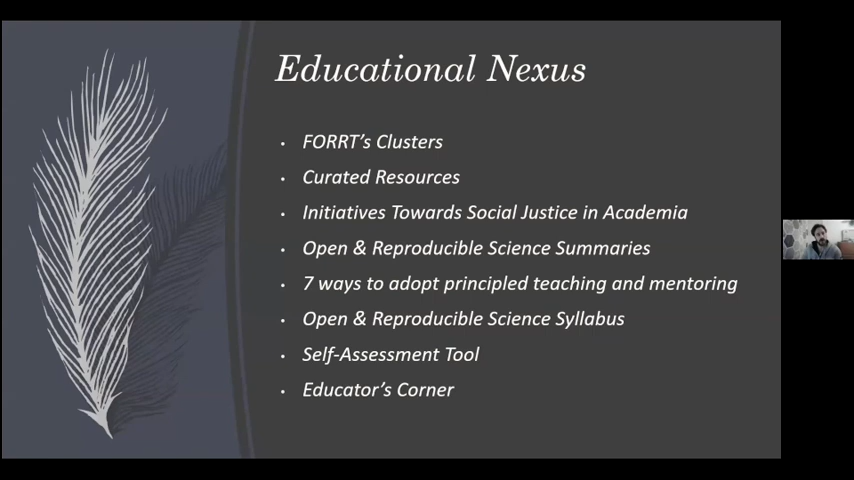 Educational Nexus
• FORRT's Clusters
• Curated Resources
• Initiatives Towards Social Justice in Academia
• Open & Reproducible Science Summaries
• 7 ways to adopt principled teaching and mentoring
• Open & Reproducible Science Syllabus
• Self-Assessment Tool
• Educator's Corner